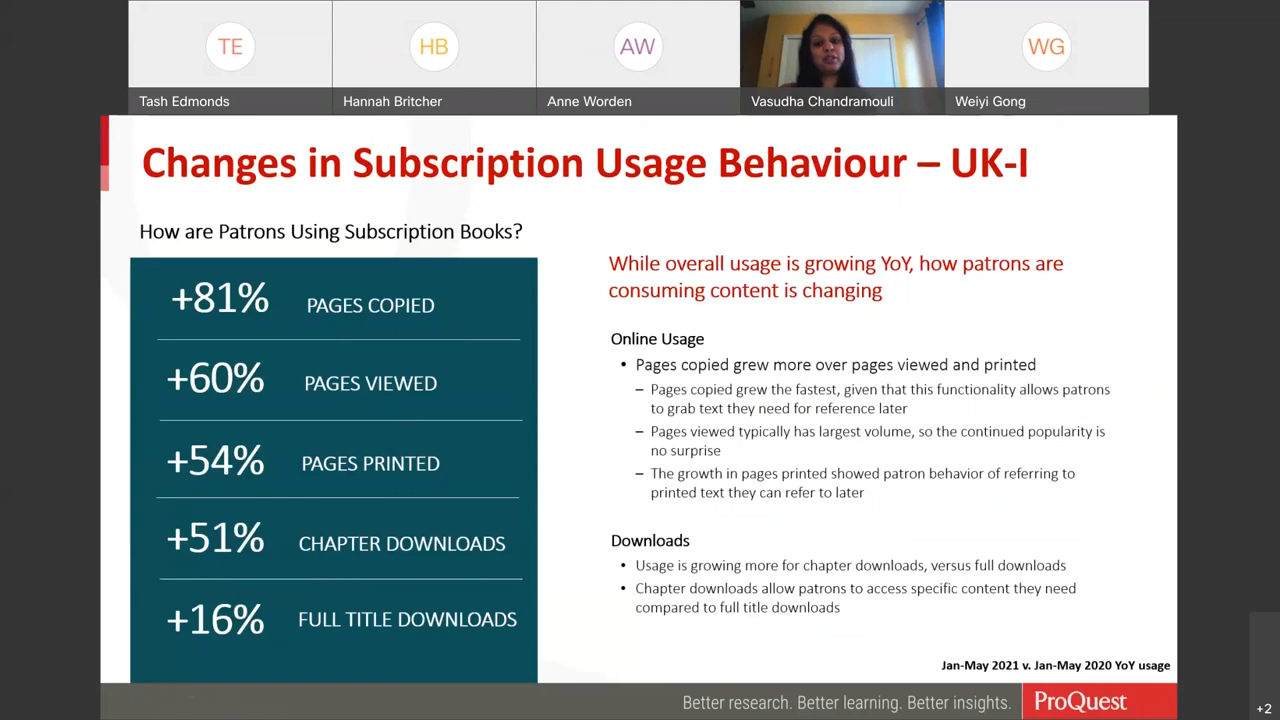 TE
HB
AW
WG
Tash Edmonds
Hannah Britcher
Anne Worden
Vasudha Chandramouli
Weiyi Gong
Changes in Subscription Usage Behaviour – UK-I
How are Patrons Using Subscription Books?
+81% PAGES COPIED
+60% PAGES VIEWED
+54% PAGES PRINTED
+51% CHAPTER DOWNLOADS
+16% FULL TITLE DOWNLOADS
While overall usage is growing YoY, how patrons are
consuming content is changing
Online Usage
• Pages copied grew more over pages viewed and printed
– Pages copied grew the fastest, given that this functionality allows patrons
to grab text they need for reference later
– Pages viewed typically has largest volume, so the continued popularity is
no surprise
– The growth in pages printed showed patron behavior of referring to
printed text they can refer to later
Downloads
• Usage is growing more for chapter downloads, versus full downloads
• Chapter downloads allow patrons to access specific content they need
compared to full title downloads
Jan-May 2021 v. Jan-May 2020 YoY usage
Better research. Better learning. Better insights.
ProQuest
+2